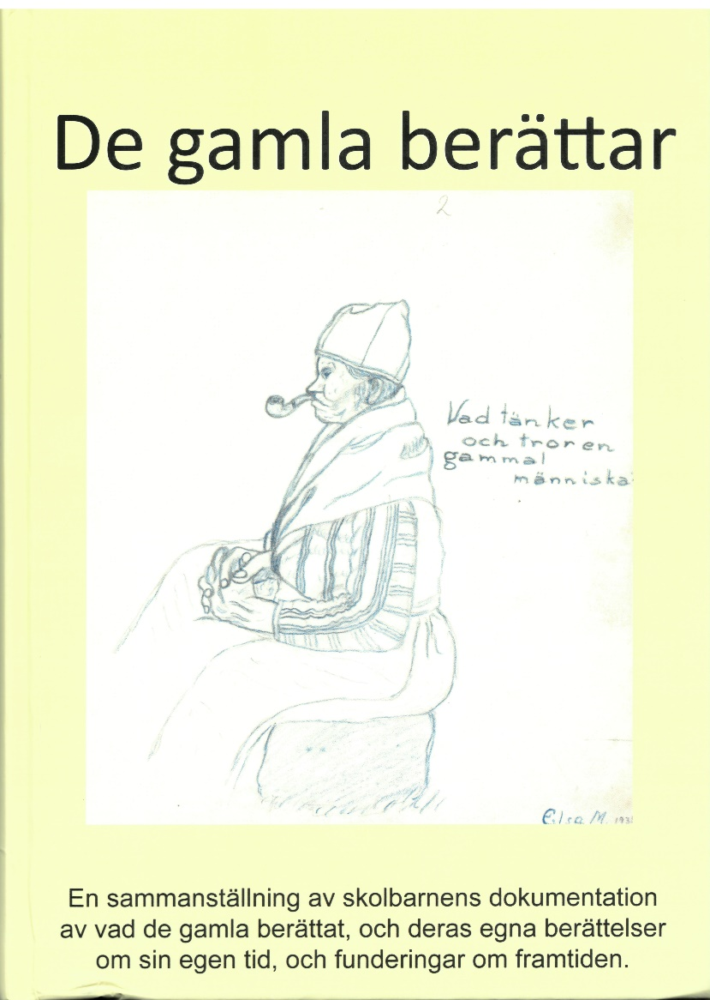 De gamla berättar
2
Vad tänker
och tror en
gammal
människa
Elsa M. 193
En sammanställning av skolbarnens dokumentation
av vad de gamla berättat, och deras egna berättelser
om sin egen tid, och funderingar om framtiden.